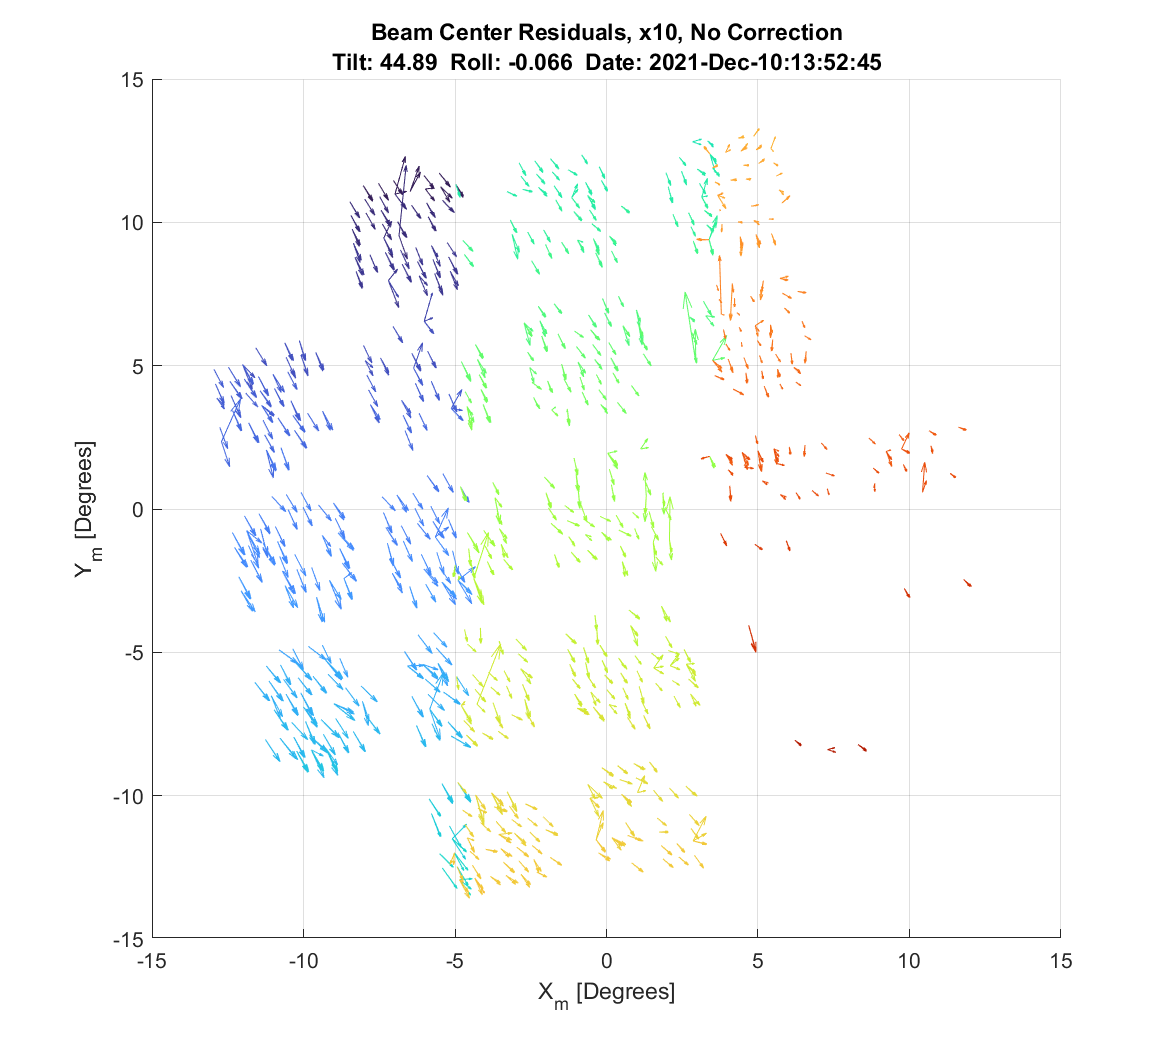 Beam Center Residuals, x10, No Correction
Tilt: 44.89 Roll: -0.066 Date: 2021-Dec-10:13:52:45
15
10
5
0
-5
-10
-15
Y_m [Degrees]
-15 -10 -5 0 5 10 15
X_m [Degrees]